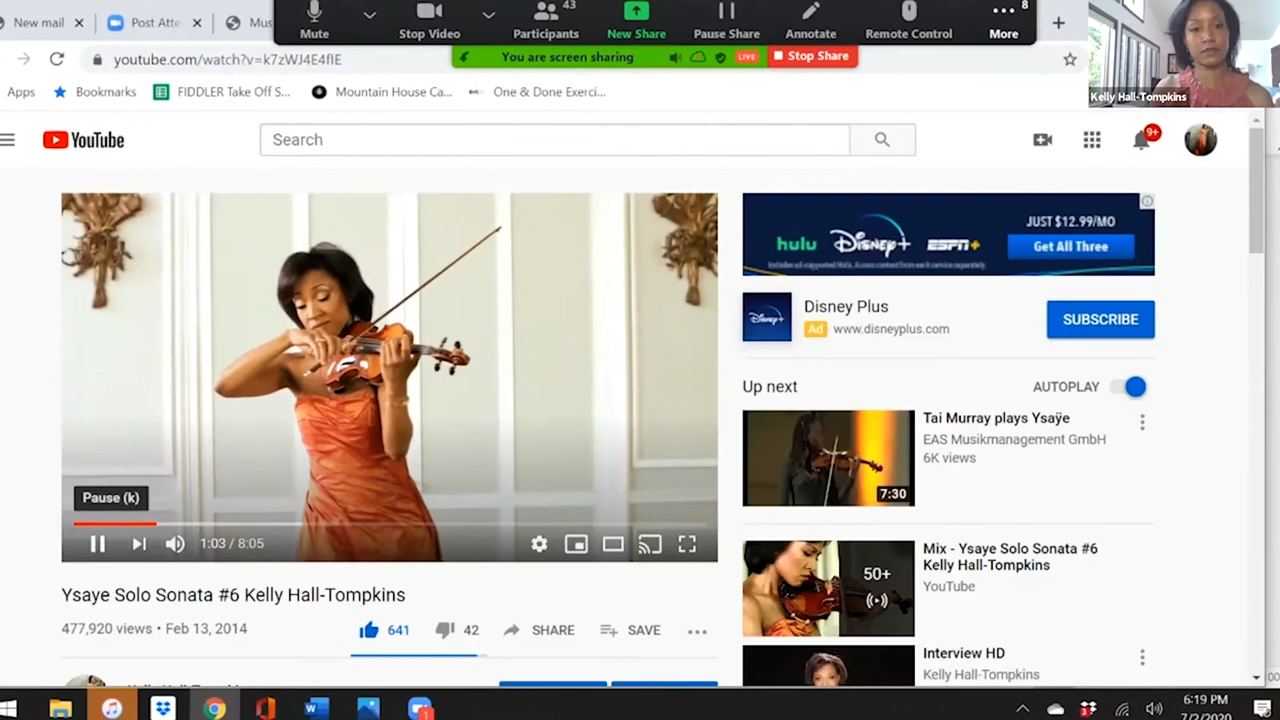 43
8
Mute
Stop Video
Participants
New Share
Pause Share
Annotate
Remote Control
More
New mail
Post Atte
Mus
You are screen sharing
LIVE
Stop Share
youtube.com/watch?v=k7zWJ4E4fIE
Kelly Hall-Tompkins
Apps
Bookmarks
FIDDLER Take Off S...
Mountain House Ca...
One & Done Exerci...
YouTube
Search
9+
JUST $12.99/MO
hulu
Disney+
ESPN+
Get All Three
Disney Plus
Ad
www.disneyplus.com
SUBSCRIBE
Up next
AUTOPLAY
Tai Murray plays Ysaÿe
EAS Musikmanagement GmbH
6K views
7:30
Pause (k)
1:03 / 8:05
Mix - Ysaye Solo Sonata #6
Kelly Hall-Tompkins
YouTube
50+
Ysaye Solo Sonata #6 Kelly Hall-Tompkins
477,920 views • Feb 13, 2014
641
42
SHARE
SAVE
Interview HD
Kelly Hall-Tompkins
1
6:19 PM
7/2/2020